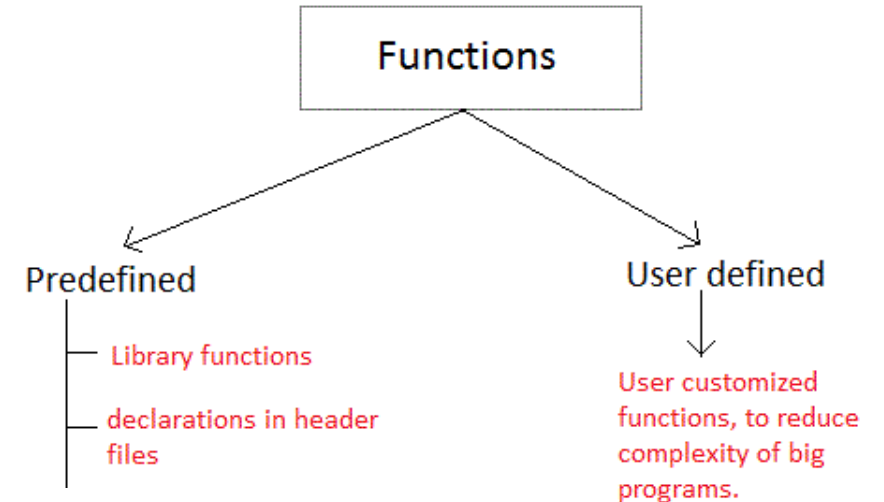 Functions
Predefined
Library functions
declarations in header
files
User defined
User customized
functions, to reduce
complexity of big
programs.